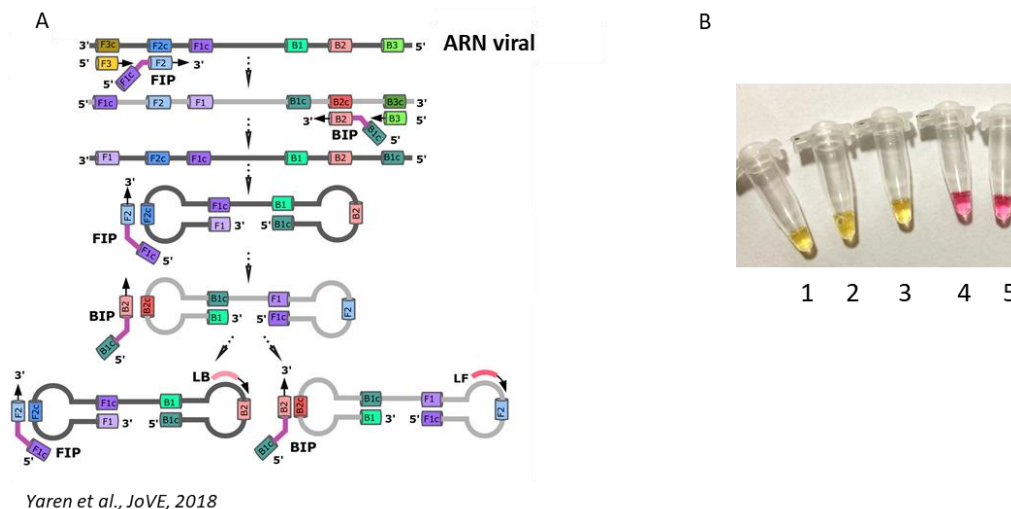 A
B
ARN viral
3' F3c F2c F1c B1 B2 B3 5'
5' F3 F2 3'
F1c
5' FIP
F1c F2 F1 B1c B2c B3c 3'
5'
3' B2 B3 5'
BIP B1c 5'
3' F1 F2c F1c B1 B2 B1c 5'
3'
F1c B1
F2 F2c B2
F1 3' 5' B1c
FIP F1c
5'
B1c F1
BIP B2 B2c F2
B1 3' 5' F1c
B1c 5'
LB LF
3' 3'
F1c B1 B1c F1
F2 F2c B2 B2 B2c F2
F1 3' 5' B1c B1 3' 5' F1c
F1c FIP B1c BIP
5' 5'
1 2 3 4 5
Yaren et al., JoVE, 2018